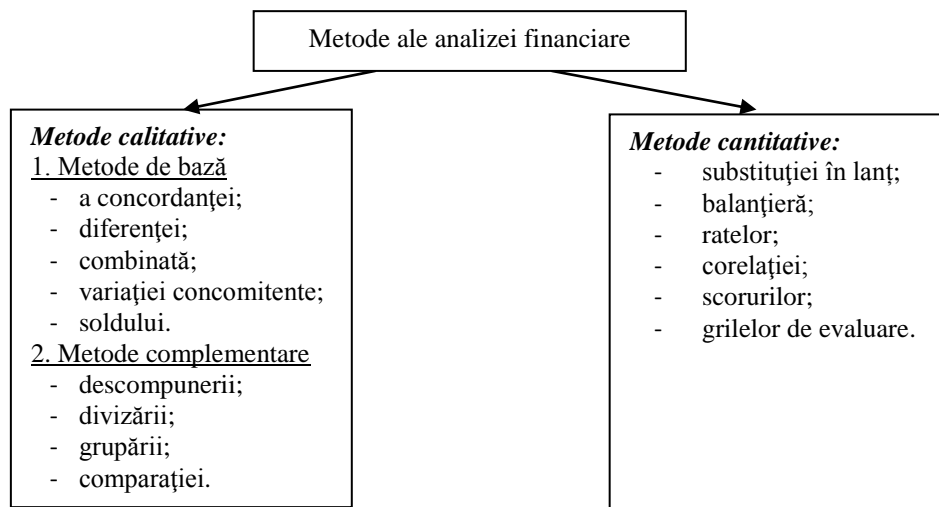 Metode ale analizei financiare
Metode calitative:
1. Metode de bază
- a concordanţei;
- diferenţei;
- combinată;
- variaţiei concomitente;
- soldului.
2. Metode complementare
- descompunerii;
- divizării;
- grupării;
- comparaţiei.
Metode cantitative:
- substituţiei în lanț;
- balanţieră;
- ratelor;
- corelaţiei;
- scorurilor;
- grilelor de evaluare.